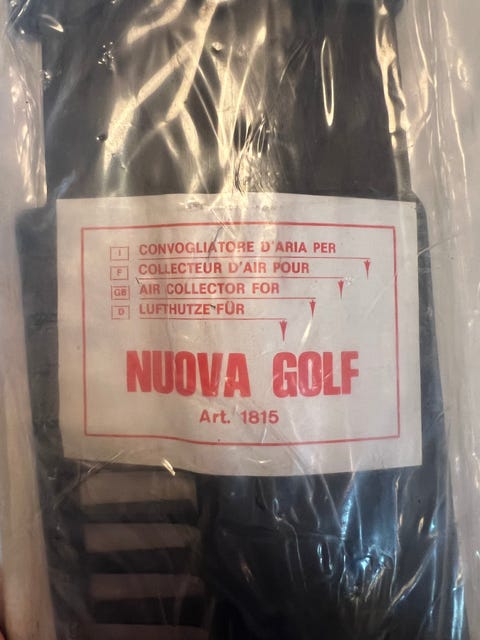 I CONVOGLIATORE D'ARIA PER
F COLLECTEUR D'AIR POUR
GB AIR COLLECTOR FOR
D LUFTHUTZE FÜR
NUOVA GOLF
Art. 1815